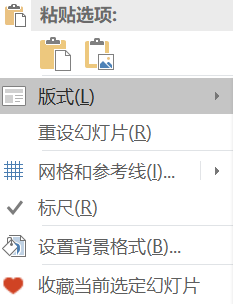 粘贴选项:
版式(L)
重设幻灯片(R)
网格和参考线(I)...
标尺(R)
设置背景格式(B)...
收藏当前选定幻灯片